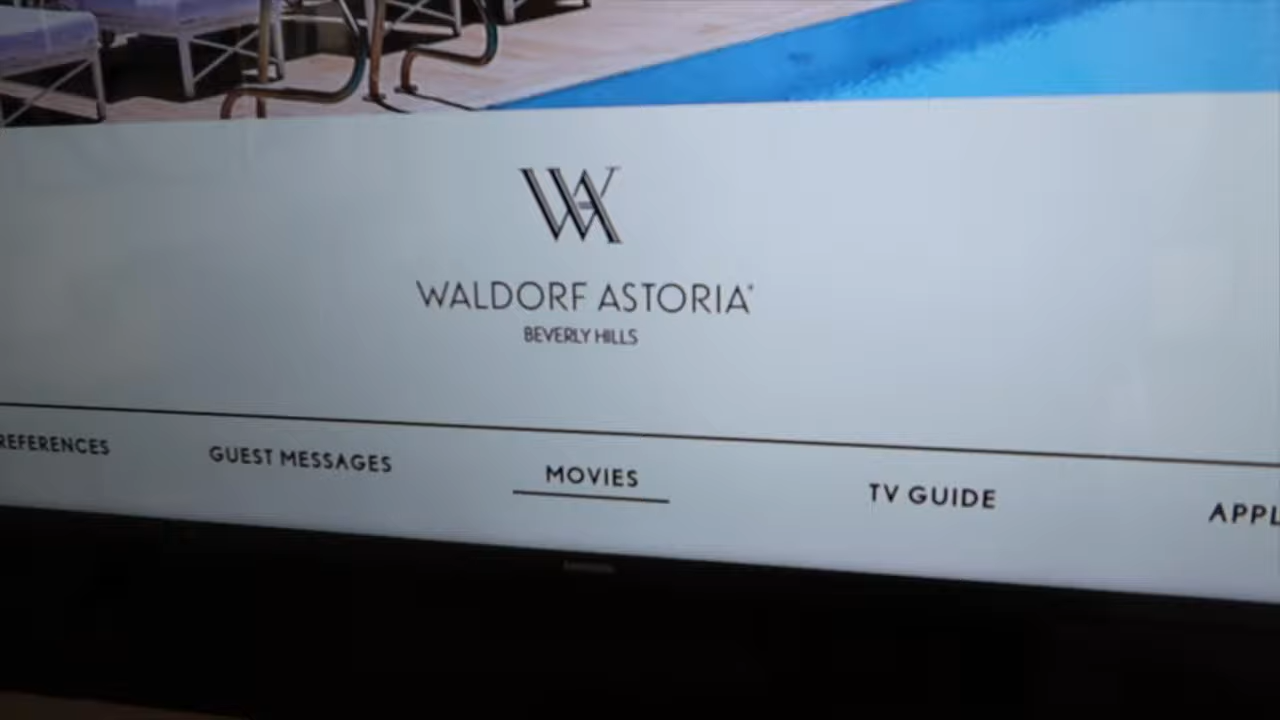 WA
WALDORF ASTORIA®
BEVERLY HILLS
REFERENCES
GUEST MESSAGES
MOVIES
TV GUIDE
APPL